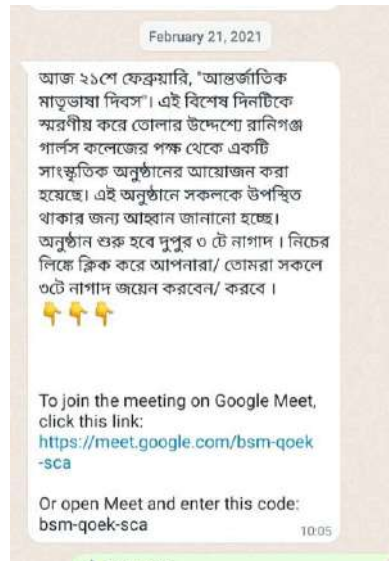 February 21, 2021
আজ ২১শে ফেব্রুয়ারি, "আন্তর্জাতিক
মাতৃভাষা দিবস"। এই বিশেষ দিনটিকে
স্মরণীয় করে তোলার উদ্দেশ্যে রানিগঞ্জ
গার্লস কলেজের পক্ষ থেকে একটি
সাংস্কৃতিক অনুষ্ঠানের আয়োজন করা
হয়েছে। এই অনুষ্ঠানে সকলকে উপস্থিত
থাকার জন্য আহ্বান জানানো হচ্ছে।
অনুষ্ঠান শুরু হবে দুপুর ৩ টে নাগাদ । নিচের
লিঙ্কে ক্লিক করে আপনারা/ তোমরা সকলে
৩টে নাগাদ জয়েন করবেন/ করবে ।
👇👇👇
To join the meeting on Google Meet,
click this link:
https://meet.google.com/bsm-qoek
-sca
Or open Meet and enter this code:
bsm-qoek-sca
10:05